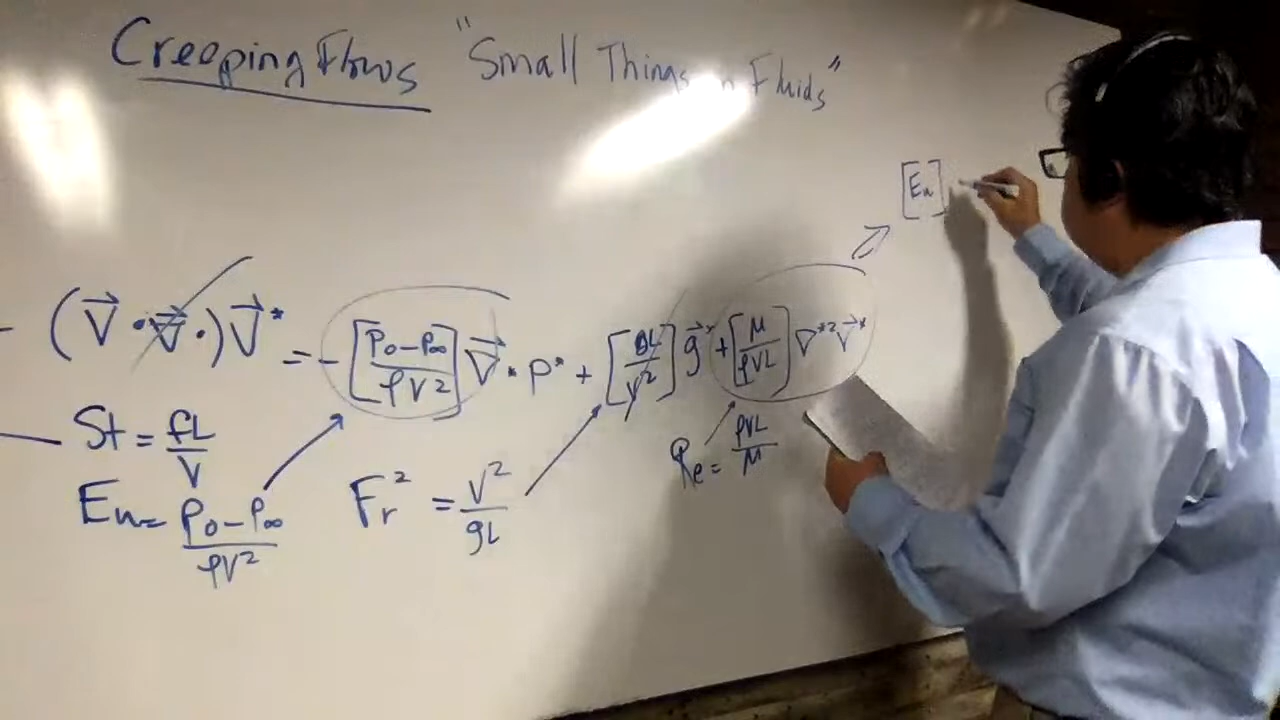 Creeping Flows "Small Things in Fluids"
[Eu]
- (V⃗ · ∇⃗ ·) V⃗* = - [P₀-P∞/ρV²] ∇⃗* P* + [gL/V²] g⃗* + [μ/ρVL] ∇*² V⃗*
St = fL/V
Re = ρVL/μ
Eu = P₀-P∞/ρV²
Fr² = V²/gL